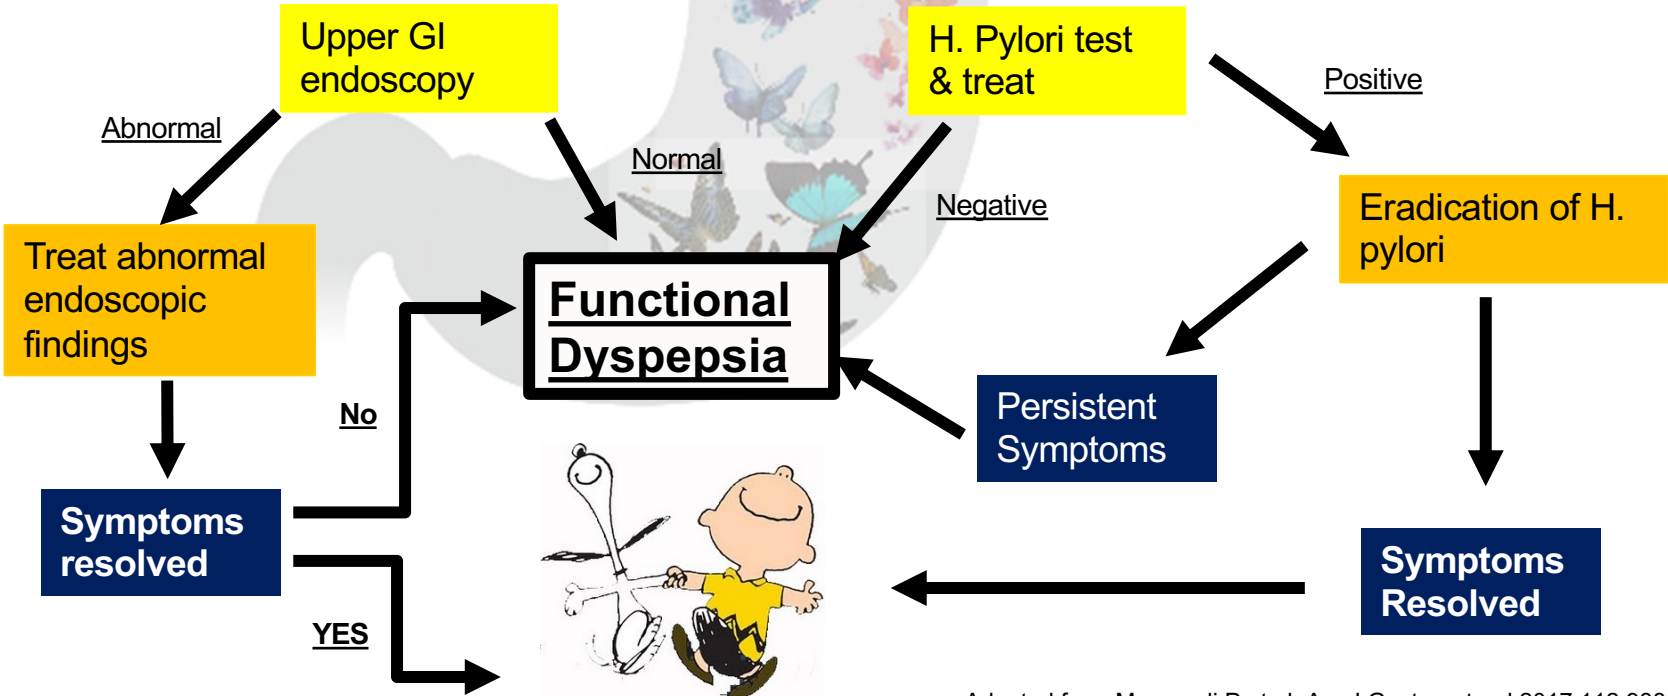 Upper GI
endoscopy
H. Pylori test
& treat
Positive
Abnormal
Normal
Negative
Eradication of H.
pylori
Treat abnormal
endoscopic
findings
Functional
Dyspepsia
No
Persistent
Symptoms
Symptoms
resolved
YES
Symptoms
Resolved